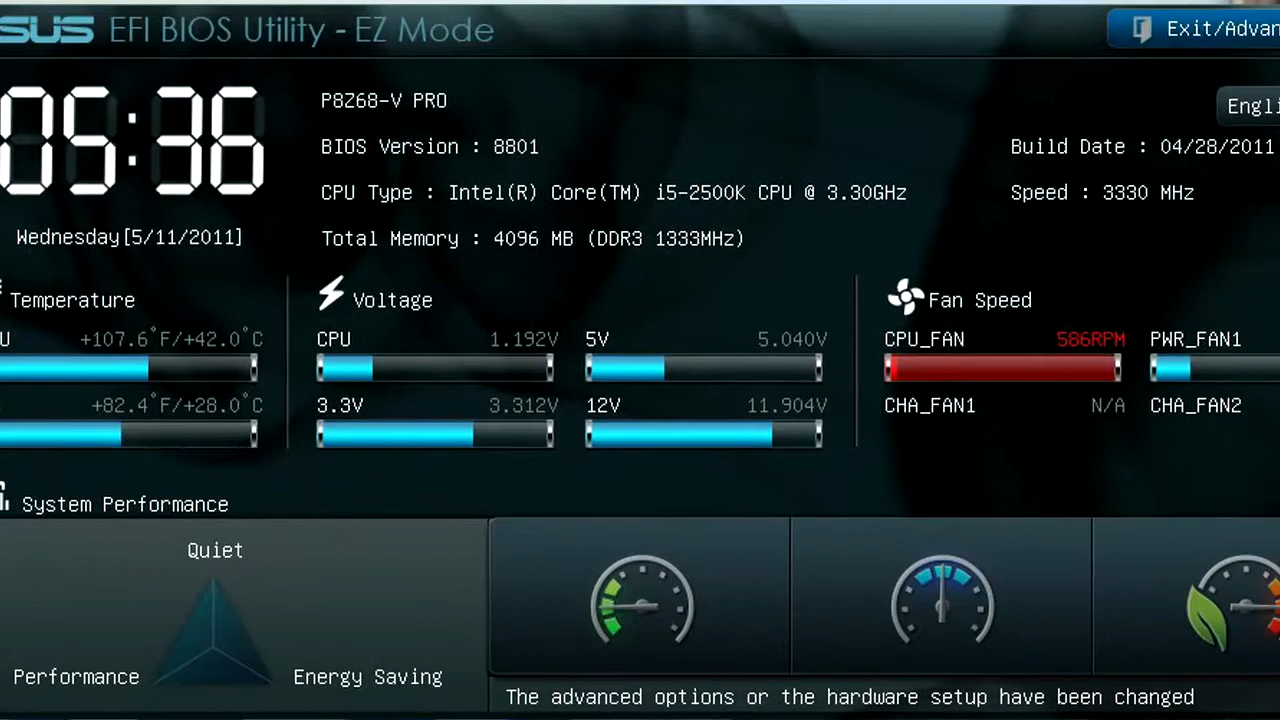 SUS EFI BIOS Utility - EZ Mode
Exit/Advan
05:36
Wednesday[5/11/2011]
P8Z68-V PRO
Engli
BIOS Version : 8801
Build Date : 04/28/2011
CPU Type : Intel(R) Core(TM) i5-2500K CPU @ 3.30GHz
Speed : 3330 MHz
Total Memory : 4096 MB (DDR3 1333MHz)
Temperature
U +107.6°F/+42.0°C
+82.4°F/+28.0°C
Voltage
CPU 1.192V 5V 5.040V
3.3V 3.312V 12V 11.904V
Fan Speed
CPU_FAN 586RPM PWR_FAN1
CHA_FAN1 N/A CHA_FAN2
System Performance
Quiet
Performance
Energy Saving
The advanced options or the hardware setup have been changed